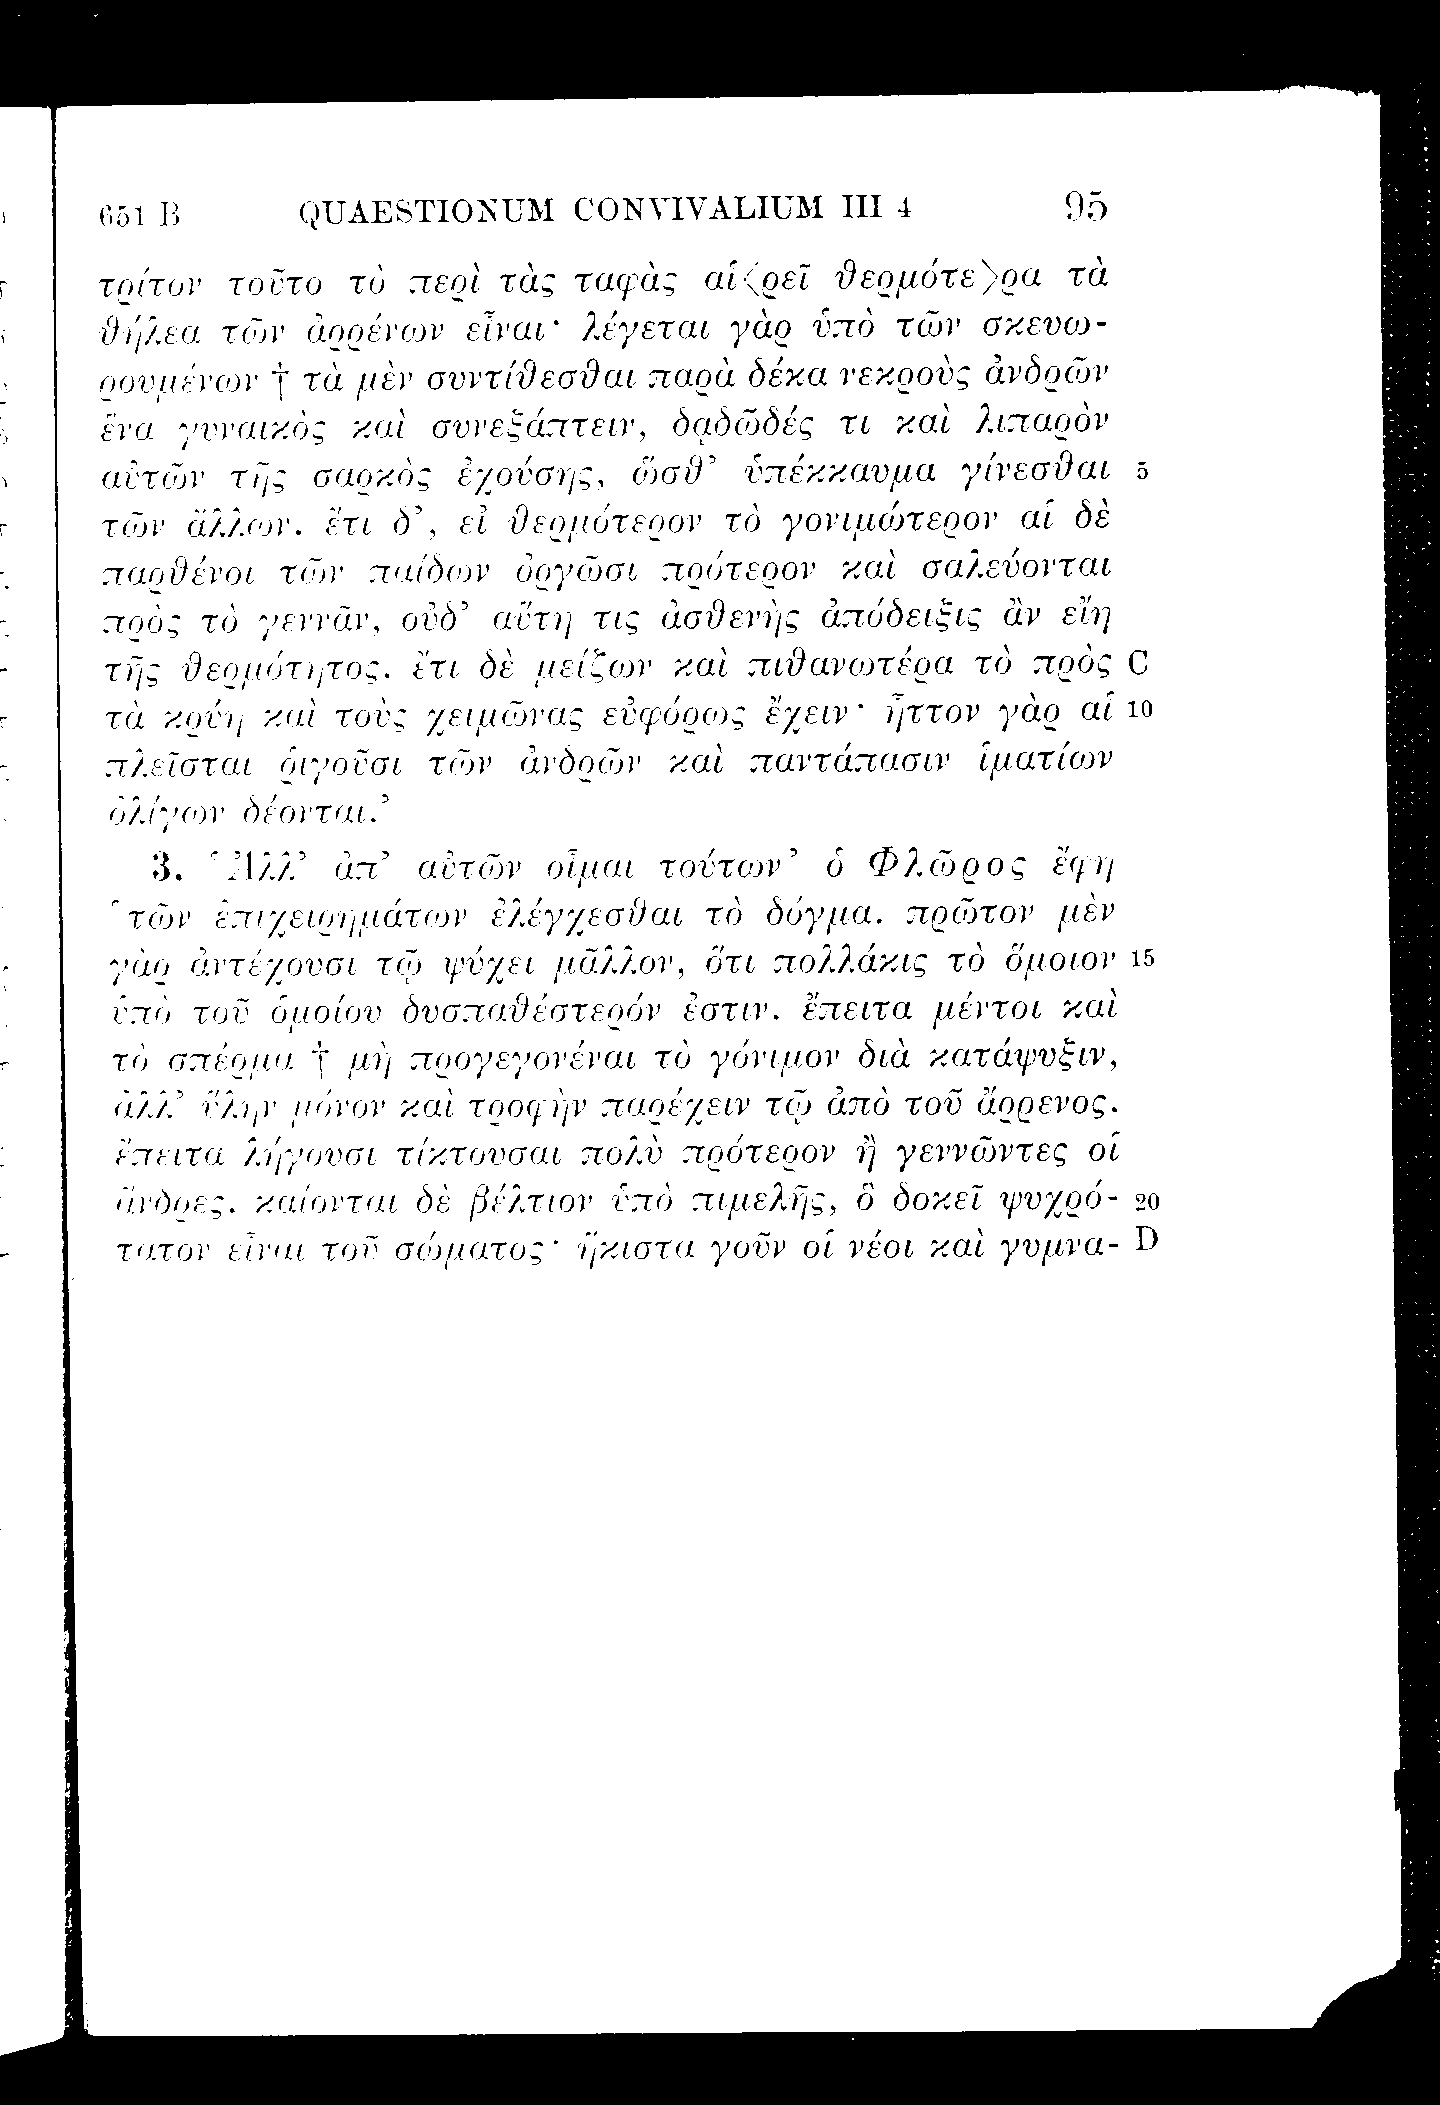 651 B QUAESTIONUM CONVIVALIUM III 4 95
τρίτον τοῦτο τὸ περὶ τὰς ταφὰς αἱ⟨ρεῖ θερμότε⟩ρα τὰ
θήλεα τῶν ἀρρένων εἶναι· λέγεται γὰρ ὑπὸ τῶν σκευω-
ρουμένων † τὰ μὲν συντίθεσθαι παρὰ δέκα νεκροὺς ἀνδρῶν
ἕνα γυναικὸς καὶ συνεξάπτειν, δᾳδῶδές τι καὶ λιπαρὸν
αὐτῶν τῆς σαρκὸς ἐχούσης, ὥσθ’ ὑπέκκαυμα γίνεσθαι 5
τῶν ἄλλων. ἔτι δ’, εἰ θερμότερον τὸ γονιμώτερον αἱ δὲ
παρθένοι τῶν παίδων ὀργῶσι πρότερον καὶ σαλεύονται
πρὸς τὸ γεννᾶν, οὐδ’ αὕτη τις ἀσθενὴς ἀπόδειξις ἂν εἴη
τῆς θερμότητος. ἔτι δὲ μείζων καὶ πιθανωτέρα τὸ πρὸς C
τὰ κρύη καὶ τοὺς χειμῶνας εὐφόρως ἔχειν· ἧττον γὰρ αἱ 10
πλεῖσται ῥιγοῦσι τῶν ἀνδρῶν καὶ παντάπασιν ἱματίων
ὀλίγων δέονται.’
3. ‘Ἀλλ’ ἀπ’ αὐτῶν οἶμαι τούτων’ ὁ Φλῶρος ἔφη
‘τῶν ἐπιχειρημάτων ἐλέγχεσθαι τὸ δόγμα. πρῶτον μὲν
γὰρ ἀντέχουσι τῷ ψύχει μᾶλλον, ὅτι πολλάκις τὸ ὅμοιον 15
ὑπὸ τοῦ ὁμοίου δυσπαθέστερόν ἐστιν. ἔπειτα μέντοι καὶ
τὸ σπέρμα † μὴ προγεγονέναι τὸ γόνιμον διὰ κατάψυξιν,
ἀλλ’ ὕλην μόνον καὶ τροφὴν παρέχειν τῷ ἀπὸ τοῦ ἄρρενος.
ἔπειτα λήγουσι τίκτουσαι πολὺ πρότερον ἢ γεννῶντες οἱ
ἄνδρες. καίονται δὲ βέλτιον ὑπὸ πιμελῆς, ὃ δοκεῖ ψυχρό- 20
τατον εἶναι τοῦ σώματος· ἥκιστα γοῦν οἱ νέοι καὶ γυμνα- D